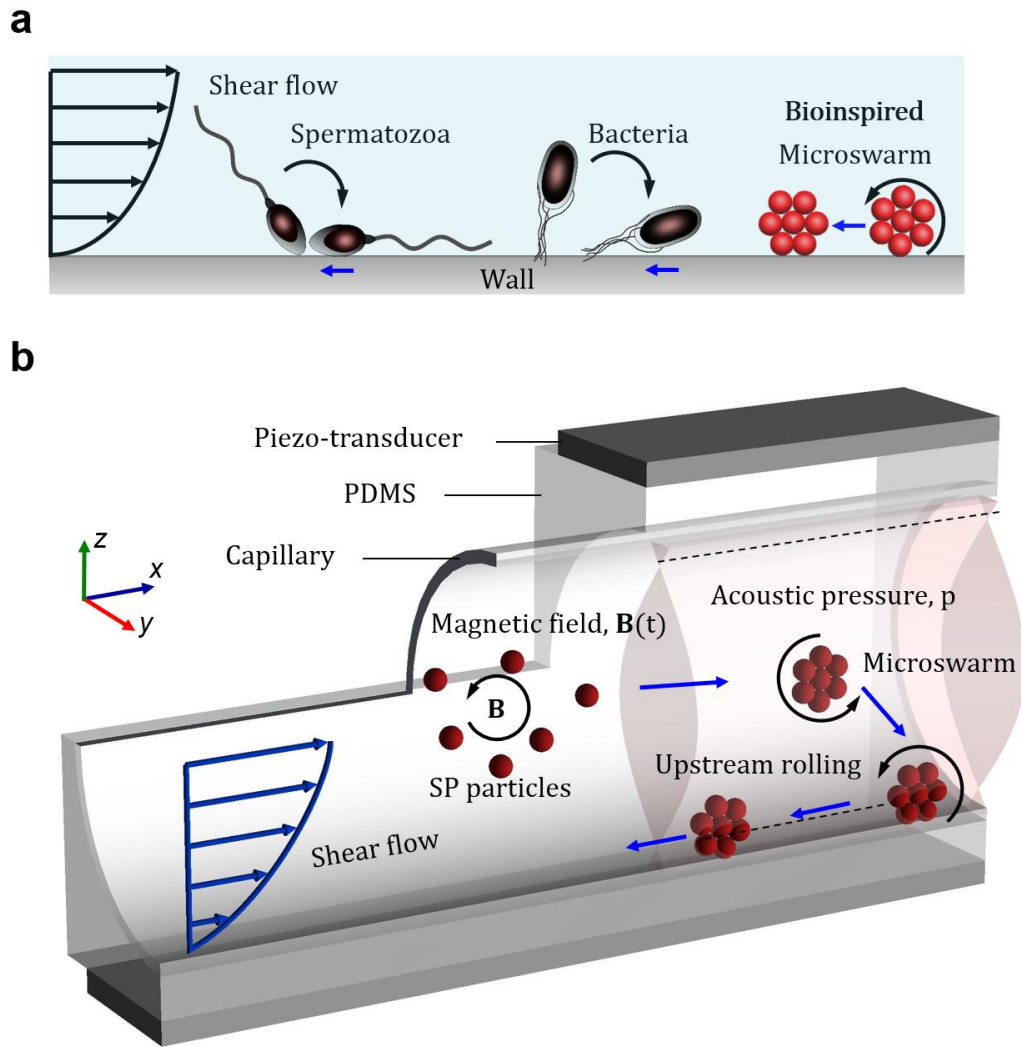 a
Shear flow
Spermatozoa
Bacteria
Bioinspired
Microswarm
Wall
b
Piezo-transducer
PDMS
Capillary
z
x
y
Magnetic field, B(t)
Acoustic pressure, p
Microswarm
B
SP particles
Upstream rolling
Shear flow